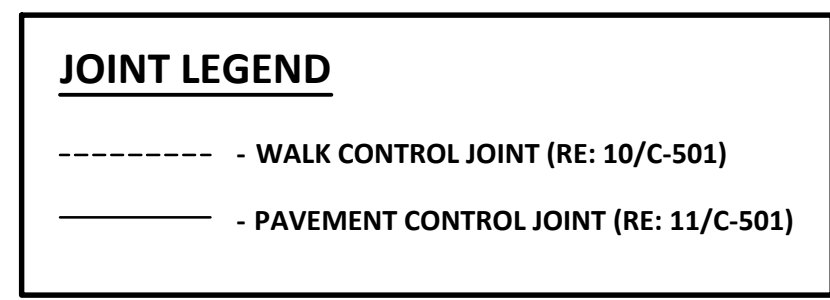 JOINT LEGEND
- WALK CONTROL JOINT (RE: 10/C-501)
- PAVEMENT CONTROL JOINT (RE: 11/C-501)